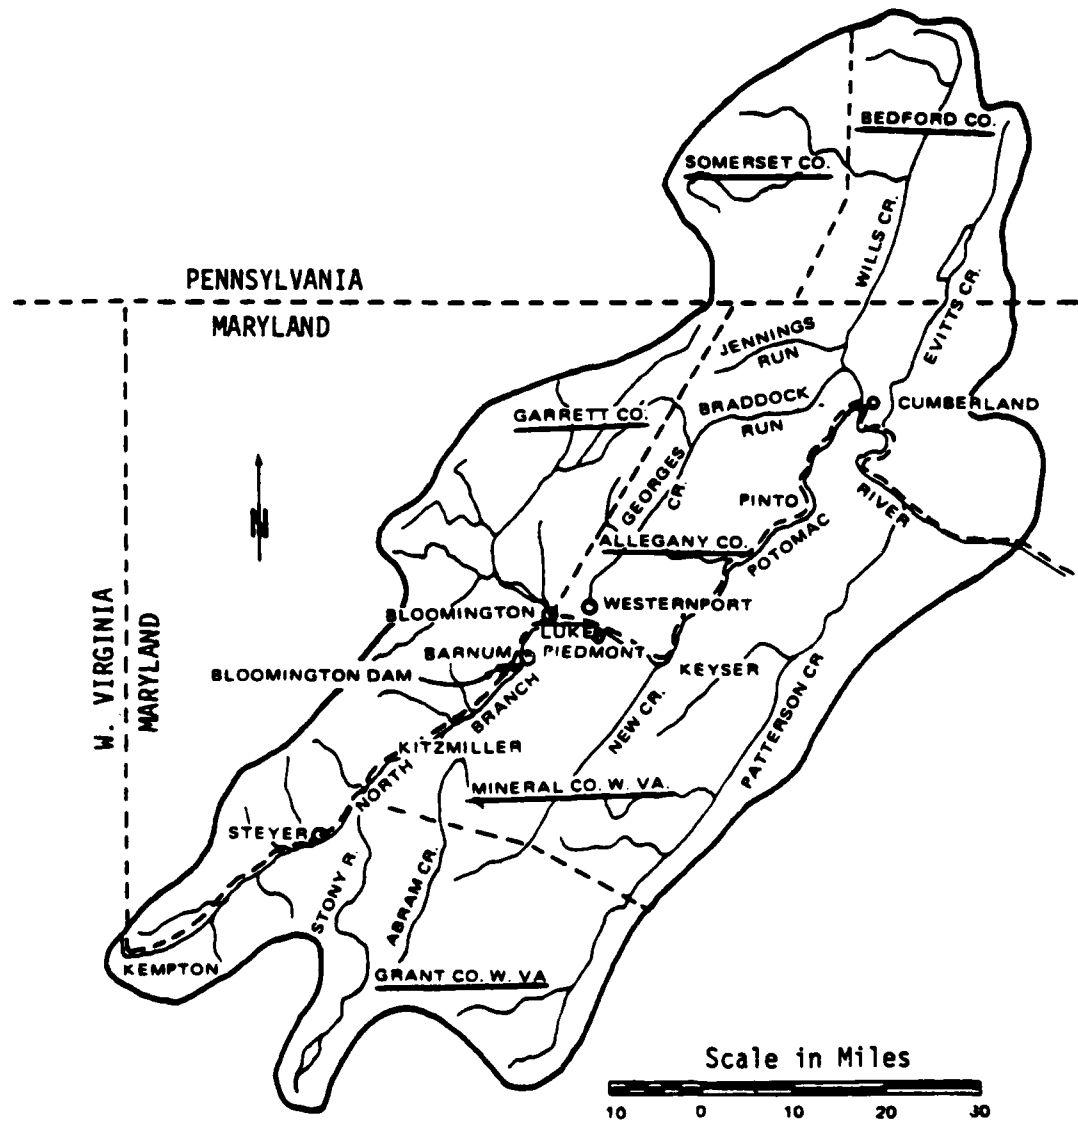 BEDFORD CO.
SOMERSET CO.
WILLS CR.
EVITTS CR.
PENNSYLVANIA
MARYLAND
JENNINGS
RUN
BRADDOCK
RUN
CUMBERLAND
GARRETT CO.
GEORGES
CR.
PINTO
RIVER
N
ALLEGANY CO.
POTOMAC
W. VIRGINIA
MARYLAND
BLOOMINGTON
WESTERNPORT
LUKE
BARNUM
PIEDMONT
BLOOMINGTON DAM
KEYSER
BRANCH
NEW CR.
PATTERSON CR
KITZMILLER
NORTH
MINERAL CO. W. VA.
STEYER
STONY R.
ABRAM CR.
KEMPTON
GRANT CO. W. VA
Scale in Miles
10 0 10 20 30